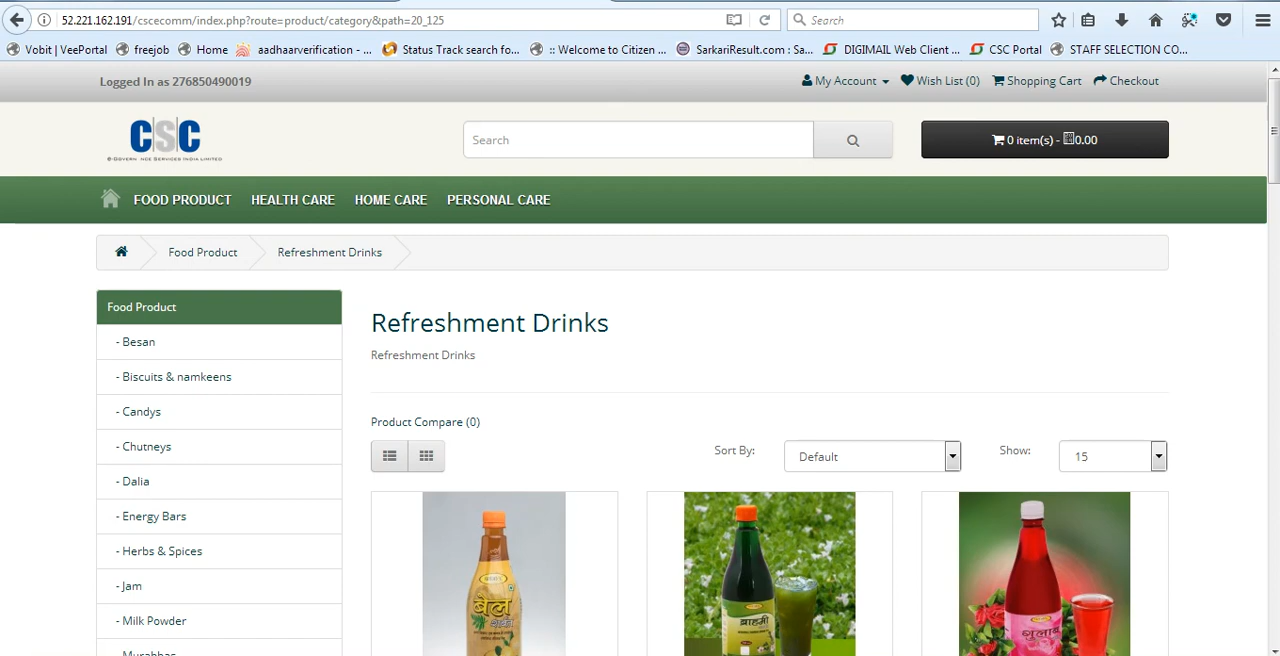 52.221.162.191/cscecomm/index.php?route=product/category&path=20_125
Search
Vobit | VeePortal freejob Home aadhaarverification - ... Status Track search fo... :: Welcome to Citizen ... SarkariResult.com : Sa... DIGIMAIL Web Client ... CSC Portal STAFF SELECTION CO...
Logged In as 276850490019
My Account Wish List (0) Shopping Cart Checkout
CSC
Search
0 item(s) - 0.00
FOOD PRODUCT HEALTH CARE HOME CARE PERSONAL CARE
Food Product Refreshment Drinks
Food Product
- Besan
- Biscuits & namkeens
- Candys
- Chutneys
- Dalia
- Energy Bars
- Herbs & Spices
- Jam
- Milk Powder
- Murabbas
Refreshment Drinks
Refreshment Drinks
Product Compare (0)
Sort By: Default Show: 15
बेल
ब्राह्मी
गुलाब